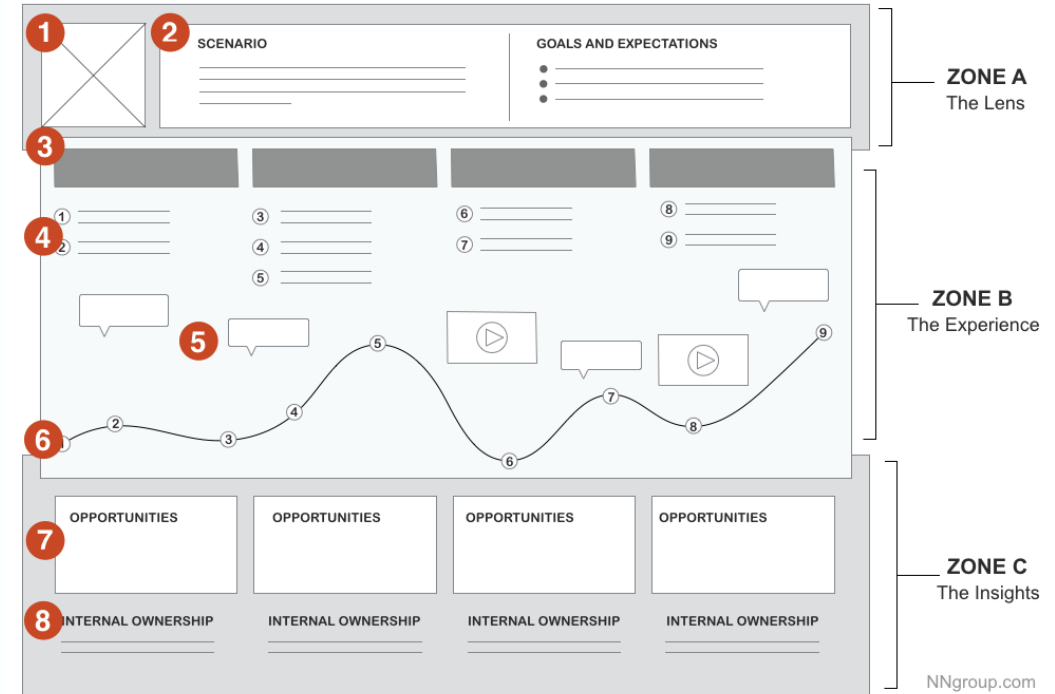 1
2
SCENARIO
GOALS AND EXPECTATIONS
ZONE A
The Lens
3
4
1
2
3
4
5
6
7
8
9
5
ZONE B
The Experience
6
1
2
3
4
5
6
7
8
9
7
OPPORTUNITIES
OPPORTUNITIES
OPPORTUNITIES
OPPORTUNITIES
ZONE C
The Insights
8
INTERNAL OWNERSHIP
INTERNAL OWNERSHIP
INTERNAL OWNERSHIP
INTERNAL OWNERSHIP
NNgroup.com